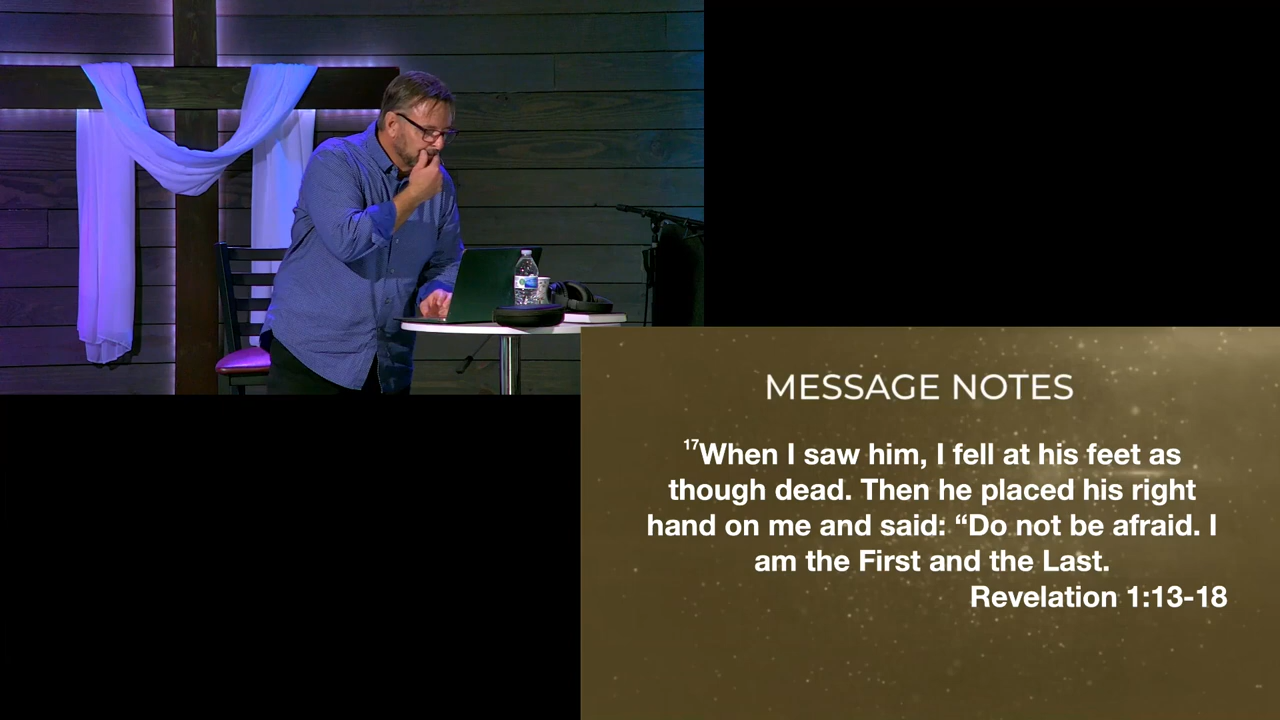 MESSAGE NOTES
¹⁷When I saw him, I fell at his feet as
though dead. Then he placed his right
hand on me and said: “Do not be afraid. I
am the First and the Last.
Revelation 1:13-18